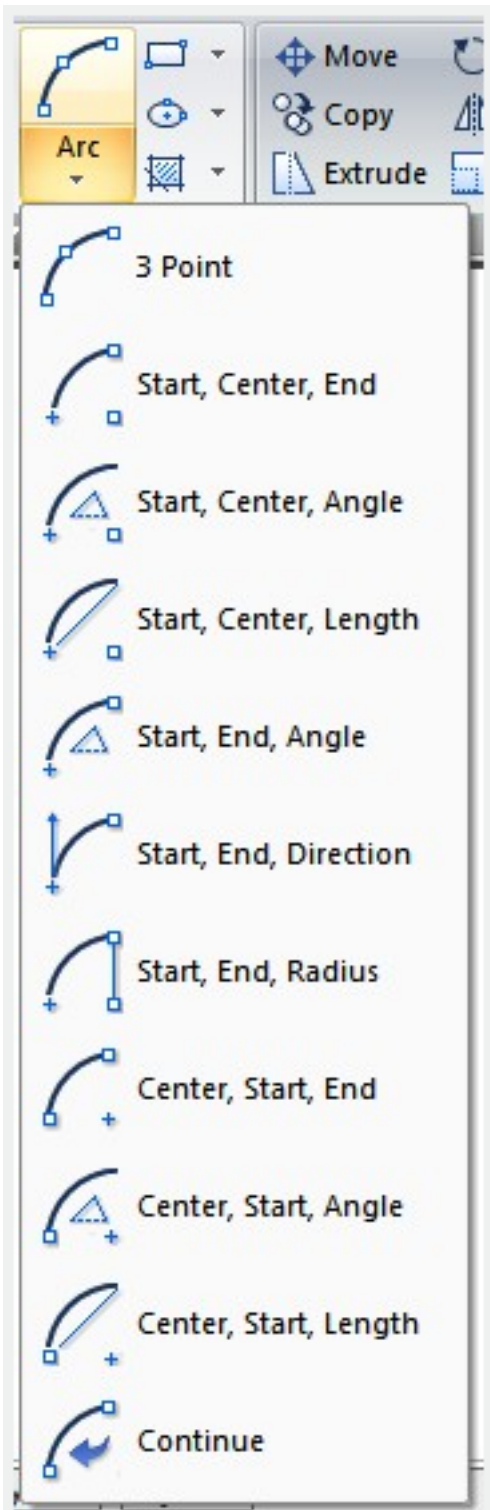 Arc
Move
Copy
Extrude
3 Point
Start, Center, End
Start, Center, Angle
Start, Center, Length
Start, End, Angle
Start, End, Direction
Start, End, Radius
Center, Start, End
Center, Start, Angle
Center, Start, Length
Continue